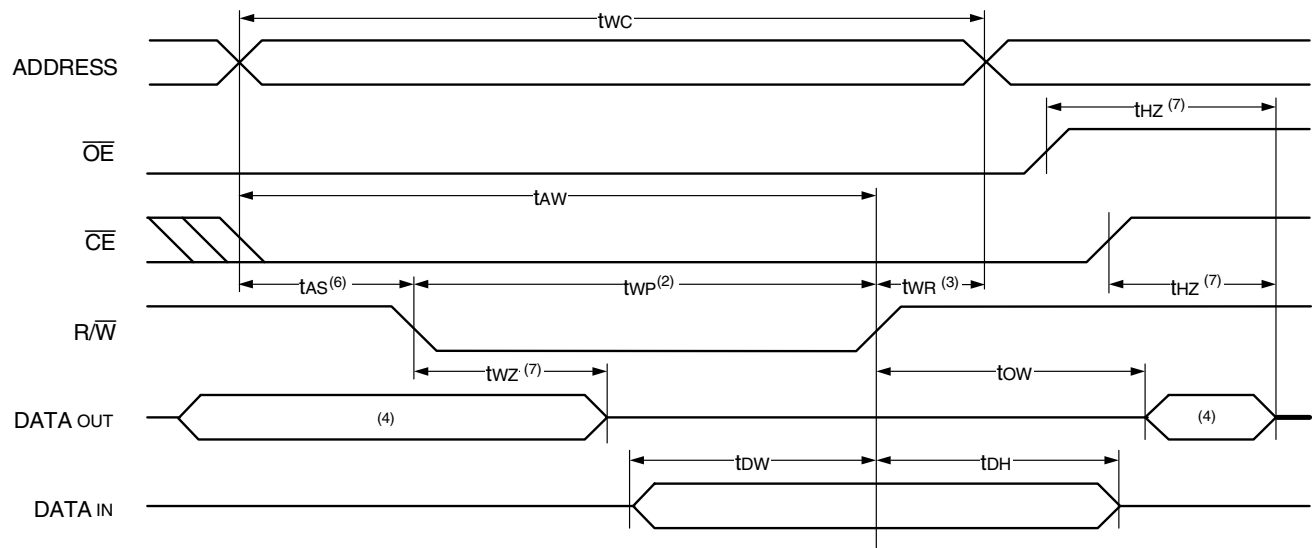 tWC
ADDRESS
tHZ (7)
OE
tAW
CE
tAS(6)
tWP(2)
tWR (3)
tHZ (7)
R/W
tWZ (7)
tOW
DATA OUT
(4)
(4)
tDW
tDH
DATA IN